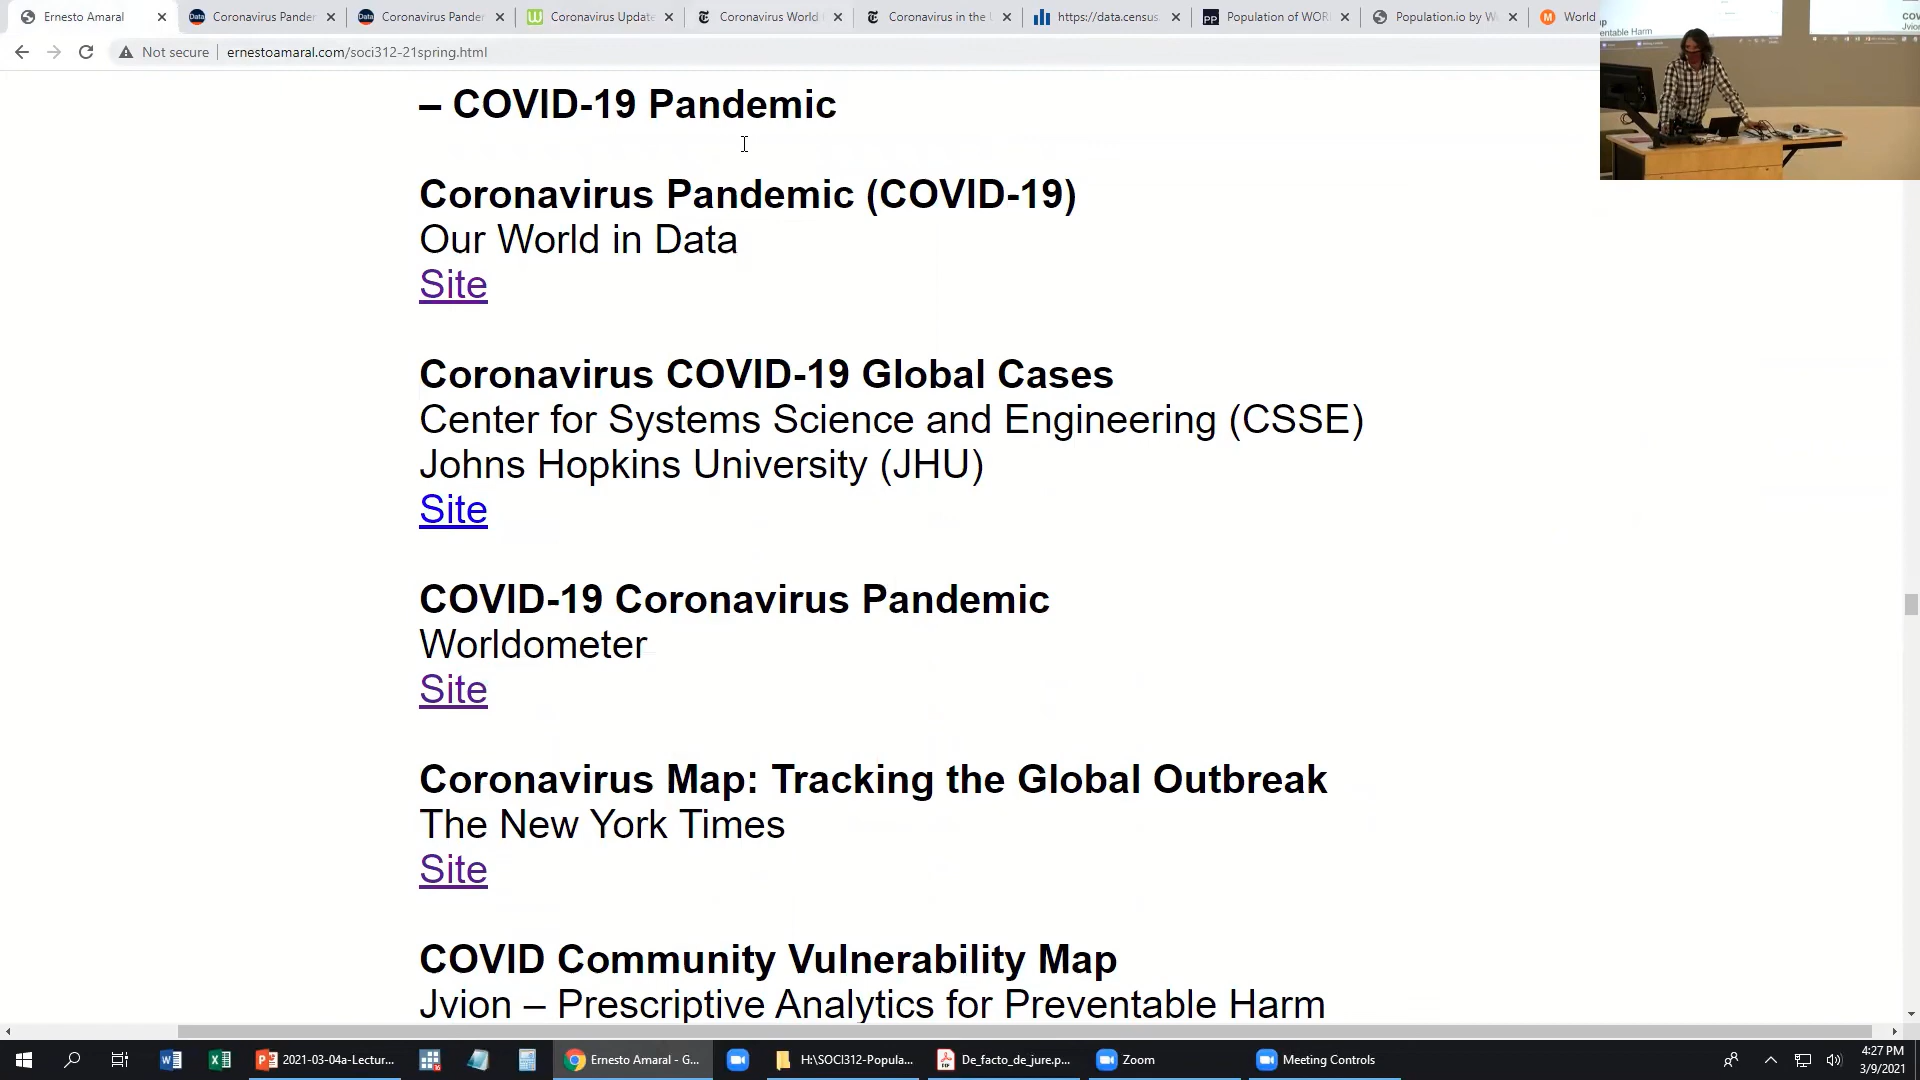 Ernesto Amaral
Coronavirus Pander
Coronavirus Pander
Coronavirus Update
Coronavirus World
Coronavirus in the
https://data.census.
Population of WOR
Population.io by W
World
Not secure
ernestoamaral.com/soci312-21spring.html
– COVID-19 Pandemic
Coronavirus Pandemic (COVID-19)
Our World in Data
Site
Coronavirus COVID-19 Global Cases
Center for Systems Science and Engineering (CSSE)
Johns Hopkins University (JHU)
Site
COVID-19 Coronavirus Pandemic
Worldometer
Site
Coronavirus Map: Tracking the Global Outbreak
The New York Times
Site
COVID Community Vulnerability Map
Jvion – Prescriptive Analytics for Preventable Harm
2021-03-04a-Lectur...
Ernesto Amaral - G...
H:\SOCI312-Popula...
De_facto_de_jure.p...
Zoom
Meeting Controls
4:27 PM
3/9/2021